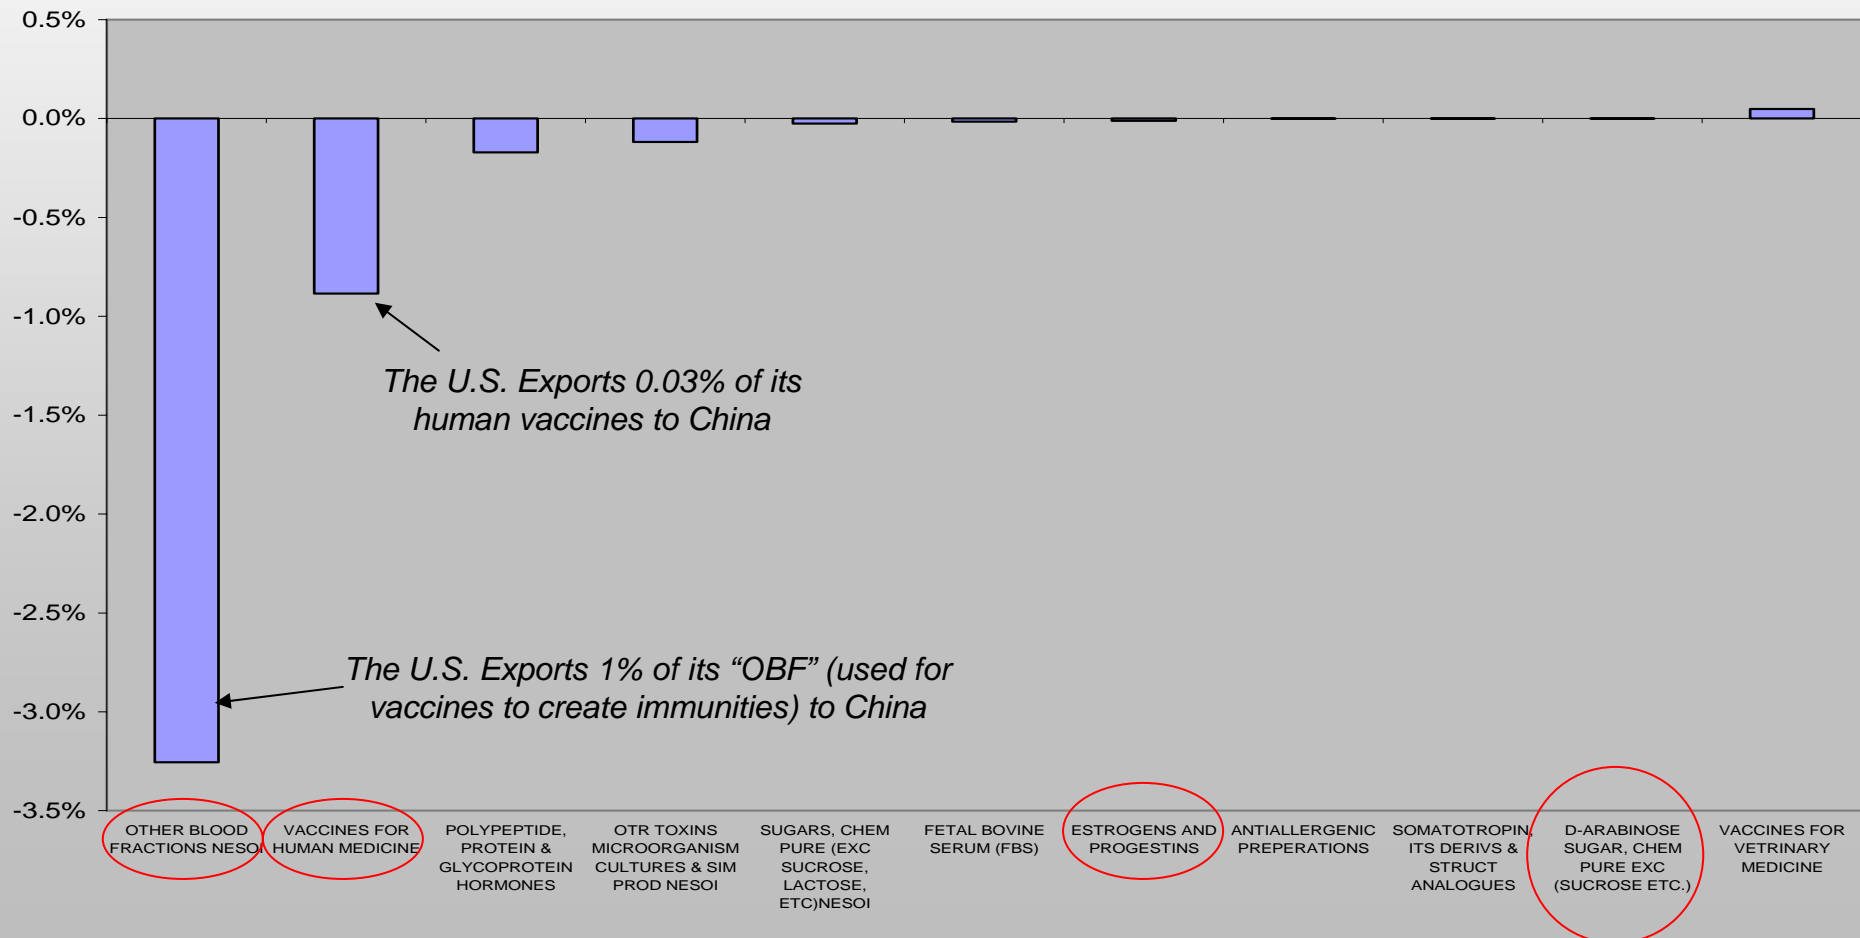 0.5%
0.0%
-0.5%
-1.0%
-1.5%
-2.0%
-2.5%
-3.0%
-3.5%
The U.S. Exports 0.03% of its
human vaccines to China
The U.S. Exports 1% of its “OBF” (used for
vaccines to create immunities) to China
OTHER BLOOD
FRACTIONS NESOI
VACCINES FOR
HUMAN MEDICINE
POLYPEPTIDE,
PROTEIN &
GLYCOPROTEIN
HORMONES
OTR TOXINS
MICROORGANISM
CULTURES & SIM
PROD NESOI
SUGARS, CHEM
PURE (EXC
SUCROSE,
LACTOSE,
ETC)NESOI
FETAL BOVINE
SERUM (FBS)
ESTROGENS AND
PROGESTINS
ANTIALLERGENIC
PREPERATIONS
SOMATOTROPIN,
ITS DERIVS &
STRUCT
ANALOGUES
D-ARABINOSE
SUGAR, CHEM
PURE EXC
(SUCROSE ETC.)
VACCINES FOR
VETRINARY
MEDICINE